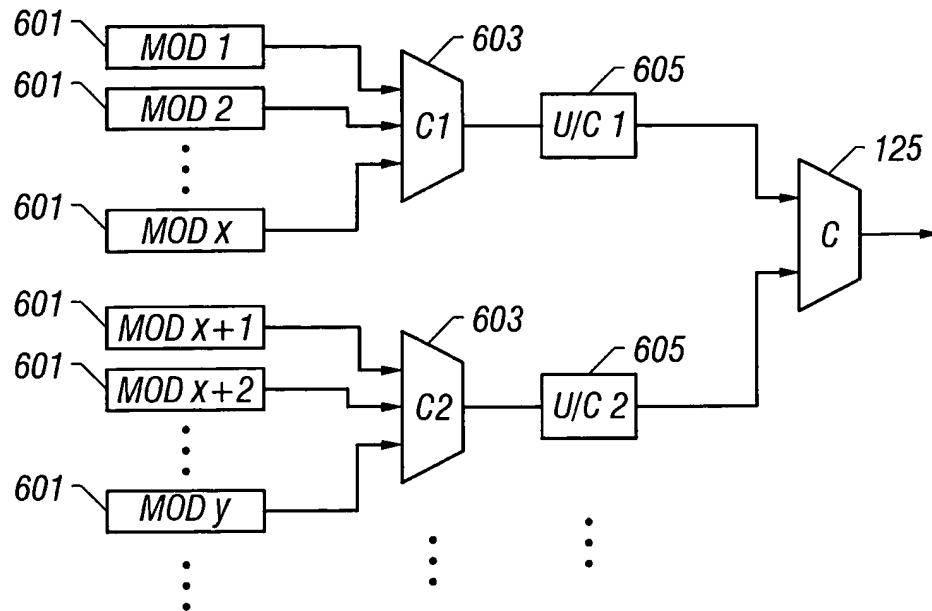 601
MOD 1
603
601
MOD 2
C1
605
U/C 1
125
601
MOD x
C
601
MOD x+1
603
601
MOD x+2
C2
605
U/C 2
601
MOD y